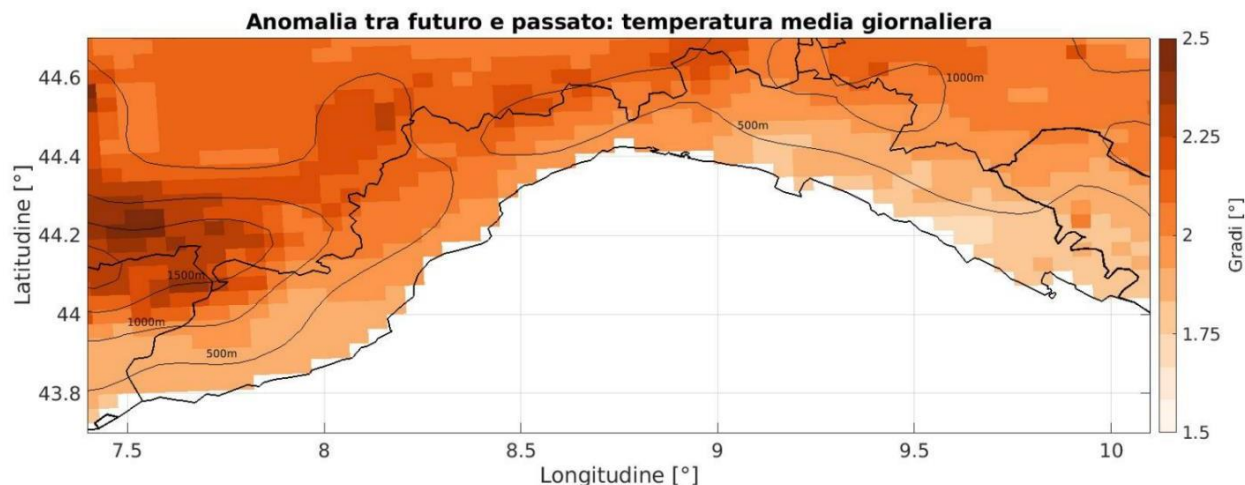 Anomalia tra futuro e passato: temperatura media giornaliera
2.5
44.6
1000m
500m
2.25
44.4
Latitudine [°]
44.2
2
Gradi [°]
1500m
44
1000m
1.75
500m
43.8
1.5
7.5
8
8.5
9
9.5
10
Longitudine [°]